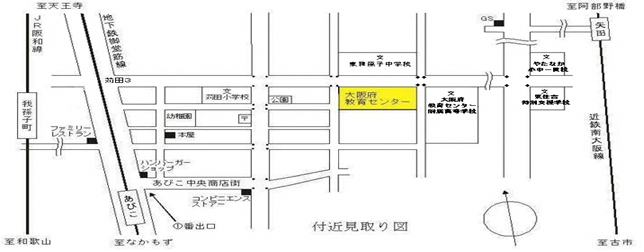 至天王寺
至阿部野橋
JR阪和線
地下鉄御堂筋線
GS
矢田
文
東我孫子中学校
文
やたなか
小中一貫校
苅田3
文
苅田小学校
公園
大阪府
教育センター
文
大阪府
教育センター
附属高等学校
文
東住吉
特別支援学校
我孫子町
幼稚園
〒
ファミリー
レストラン
本屋
近鉄南大阪線
ハンバーガー
ショップ
あびこ中央商店街
あびこ
コンビニエンス
ストアー
①番出口
付近見取り図
至和歌山
至なかもず
至古市